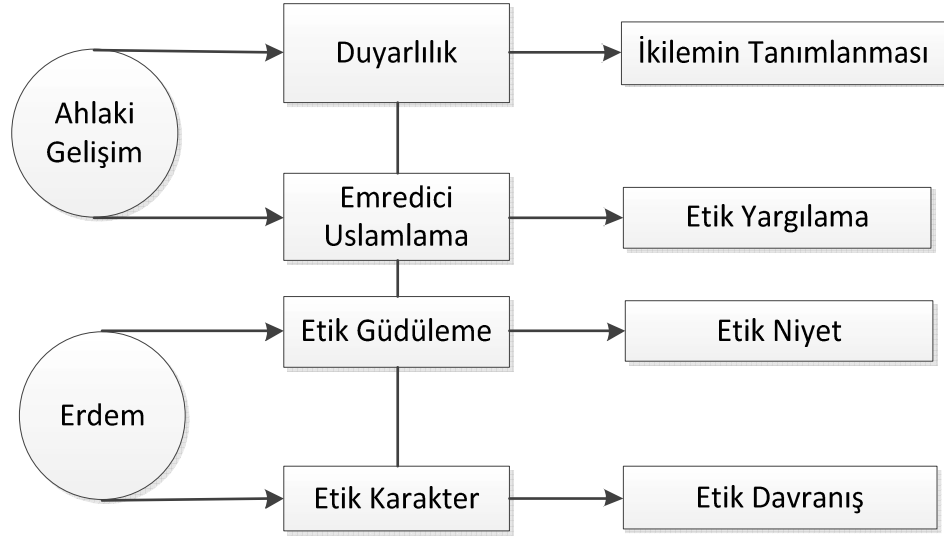 Duyarlılık
İkilemin Tanımlanması
Ahlaki
Gelişim
Emredici
Uslamlama
Etik Yargılama
Etik Güdüleme
Etik Niyet
Erdem
Etik Karakter
Etik Davranış